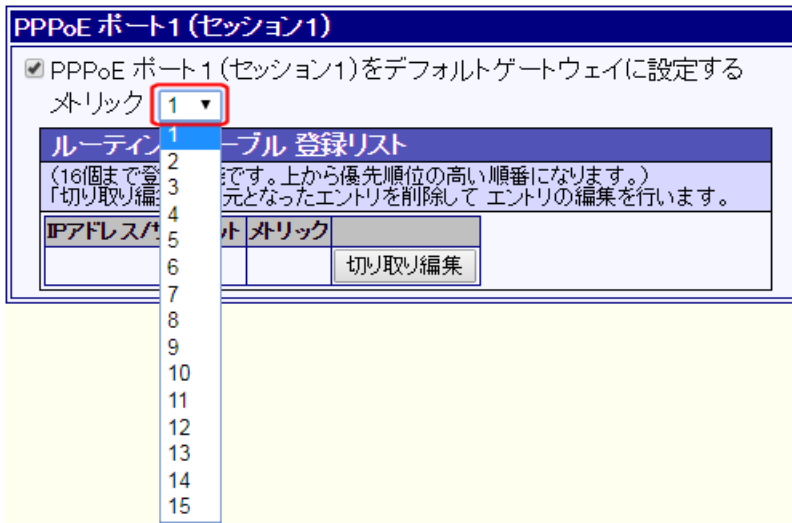 PPPoE ポート1 (セッション1)
PPPoE ポート1 (セッション1)をデフォルトゲートウェイに設定する
メトリック 1
ルーティン ーブル 登録リスト
(16個まで登 能です。上から優先順位の高い順番になります。)
「切り取り編 元となったエントリを削除して エントリの編集を行います。
IPアドレス/サ ット メトリック
切り取り編集
1
2
3
4
5
6
7
8
9
10
11
12
13
14
15